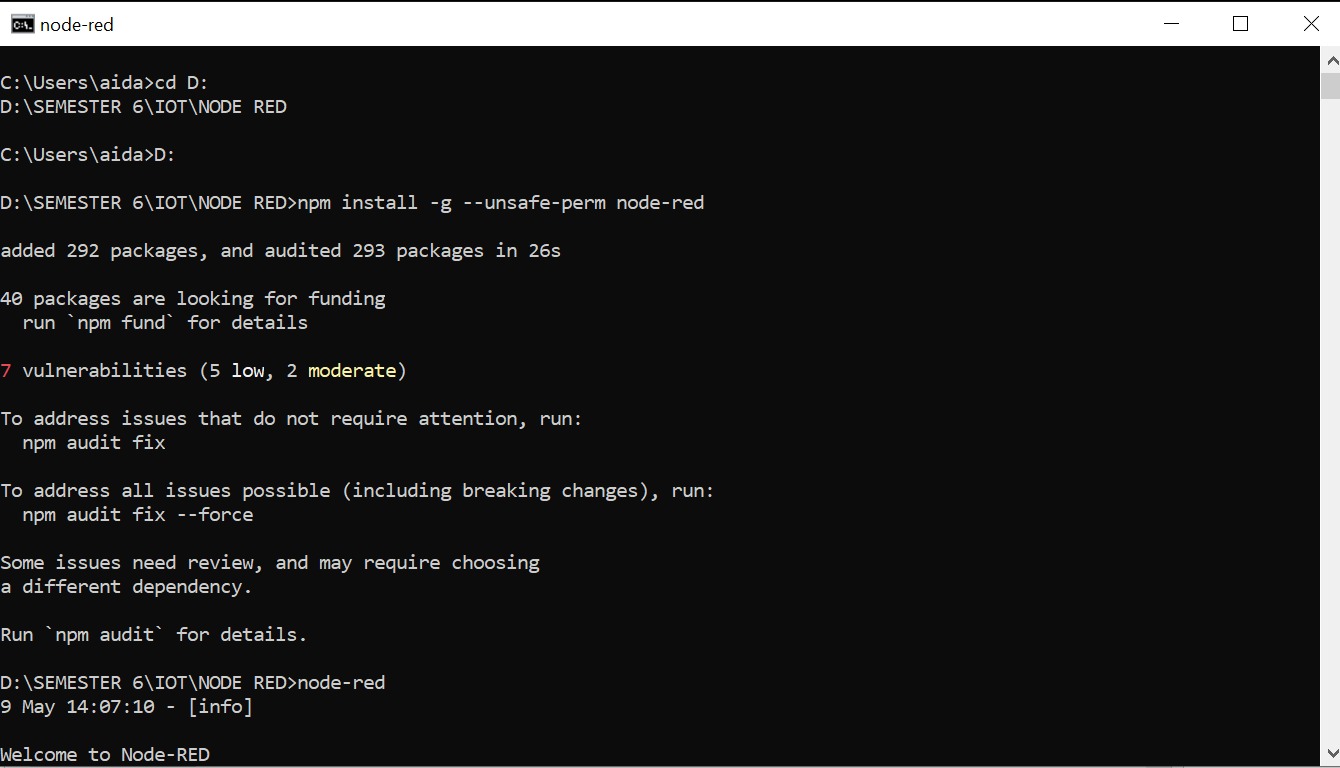 node-red
C:\Users\aida>cd D:
D:\SEMESTER 6\IOT\NODE RED
C:\Users\aida>D:
D:\SEMESTER 6\IOT\NODE RED>npm install -g --unsafe-perm node-red
added 292 packages, and audited 293 packages in 26s
40 packages are looking for funding
  run `npm fund` for details
7 vulnerabilities (5 low, 2 moderate)
To address issues that do not require attention, run:
  npm audit fix
To address all issues possible (including breaking changes), run:
  npm audit fix --force
Some issues need review, and may require choosing
a different dependency.
Run `npm audit` for details.
D:\SEMESTER 6\IOT\NODE RED>node-red
9 May 14:07:10 - [info]
Welcome to Node-RED